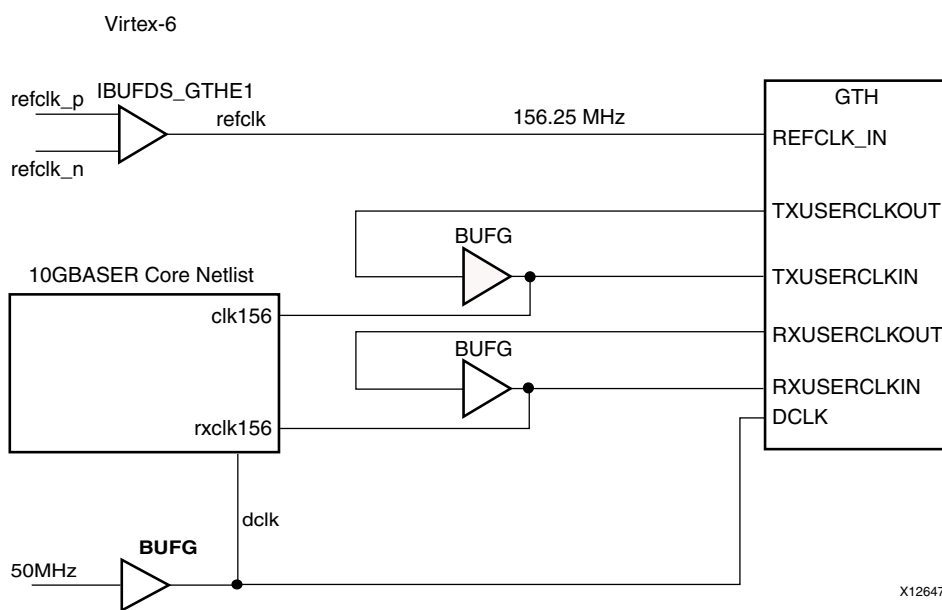 Virtex-6
IBUFDS_GTHE1
refclk_p
refclk
refclk_n
156.25 MHz
GTH
REFCLK_IN
TXUSERCLKOUT
BUFG
TXUSERCLKIN
10GBASER Core Netlist
clk156
RXUSERCLKOUT
BUFG
RXUSERCLKIN
rxclk156
DCLK
dclk
BUFG
50MHz
X12647